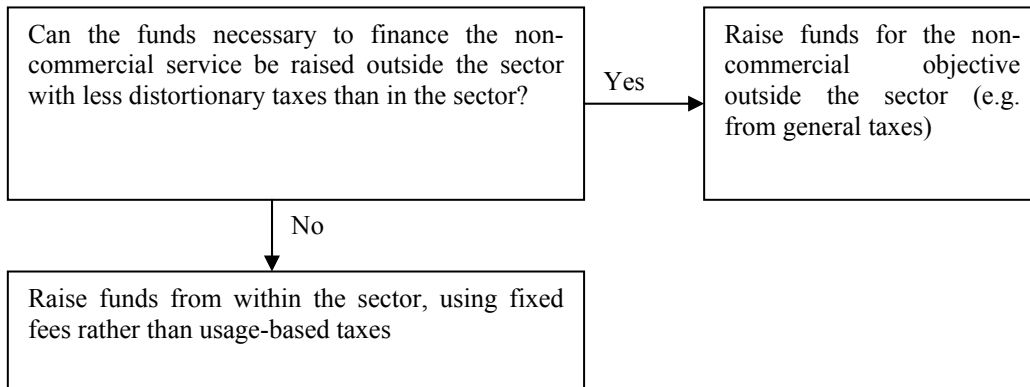 Can the funds necessary to finance the non-
commercial service be raised outside the sector
with less distortionary taxes than in the sector?
Yes
Raise funds for the non-
commercial objective
outside the sector (e.g.
from general taxes)
No
Raise funds from within the sector, using fixed
fees rather than usage-based taxes